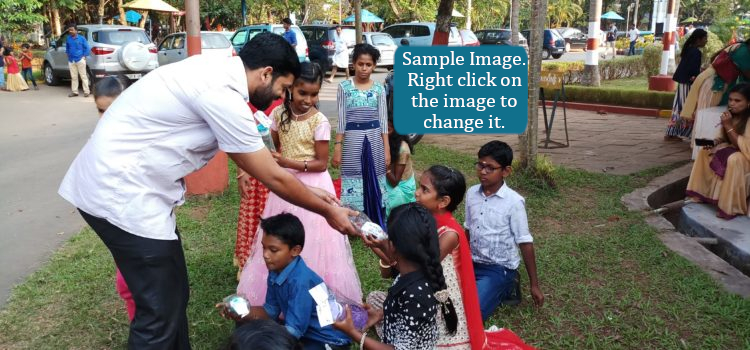 Sample Image.
Right click on
the image to
change it.